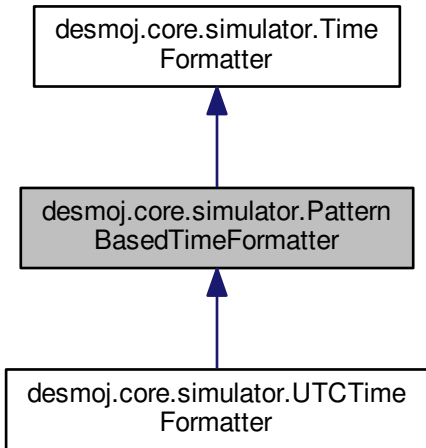 desmoj.core.simulator.Time
Formatter
desmoj.core.simulator.Pattern
BasedTimeFormatter
desmoj.core.simulator.UTCTime
Formatter